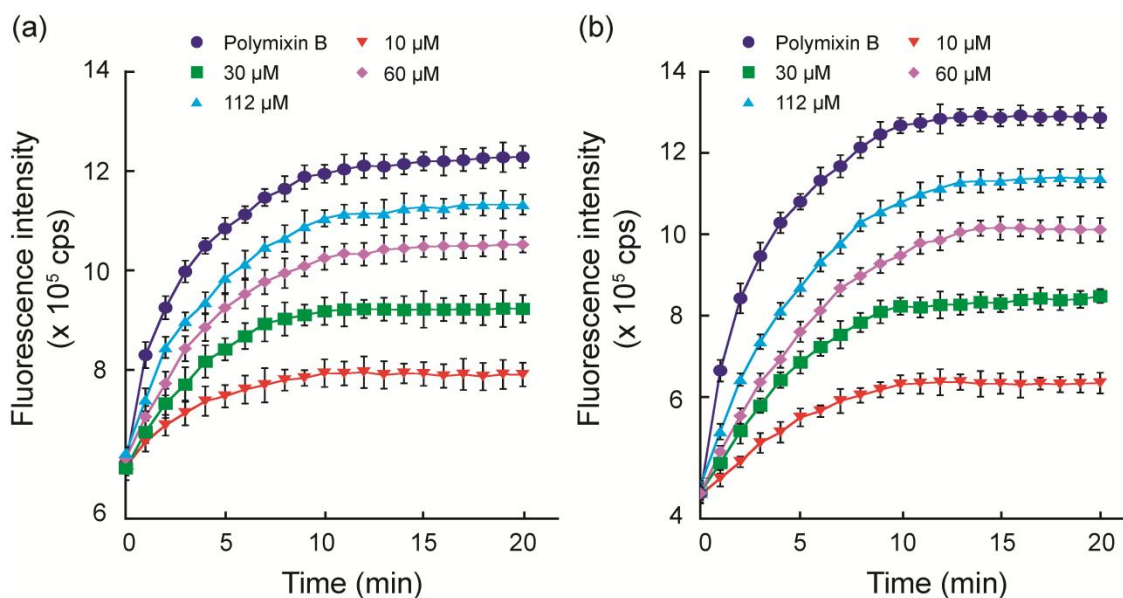 (a)
Polymixin B
10 µM
30 µM
60 µM
112 µM
Fluorescence intensity
(x 10⁵ cps)
14
12
10
8
6
0
5
10
15
20
Time (min)
(b)
Polymixin B
10 µM
30 µM
60 µM
112 µM
Fluorescence intensity
(x 10⁵ cps)
14
12
10
8
6
4
0
5
10
15
20
Time (min)